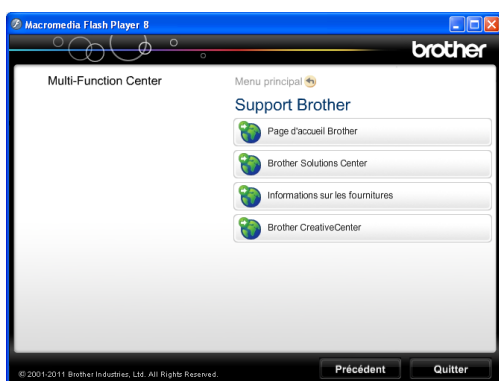 Macromedia Flash Player 8
brother
Multi-Function Center
Menu principal
Support Brother
Page d'accueil Brother
Brother Solutions Center
Informations sur les fournitures
Brother CreativeCenter
© 2001-2011 Brother Industries, Ltd. All Rights Reserved.
Précédent
Quitter